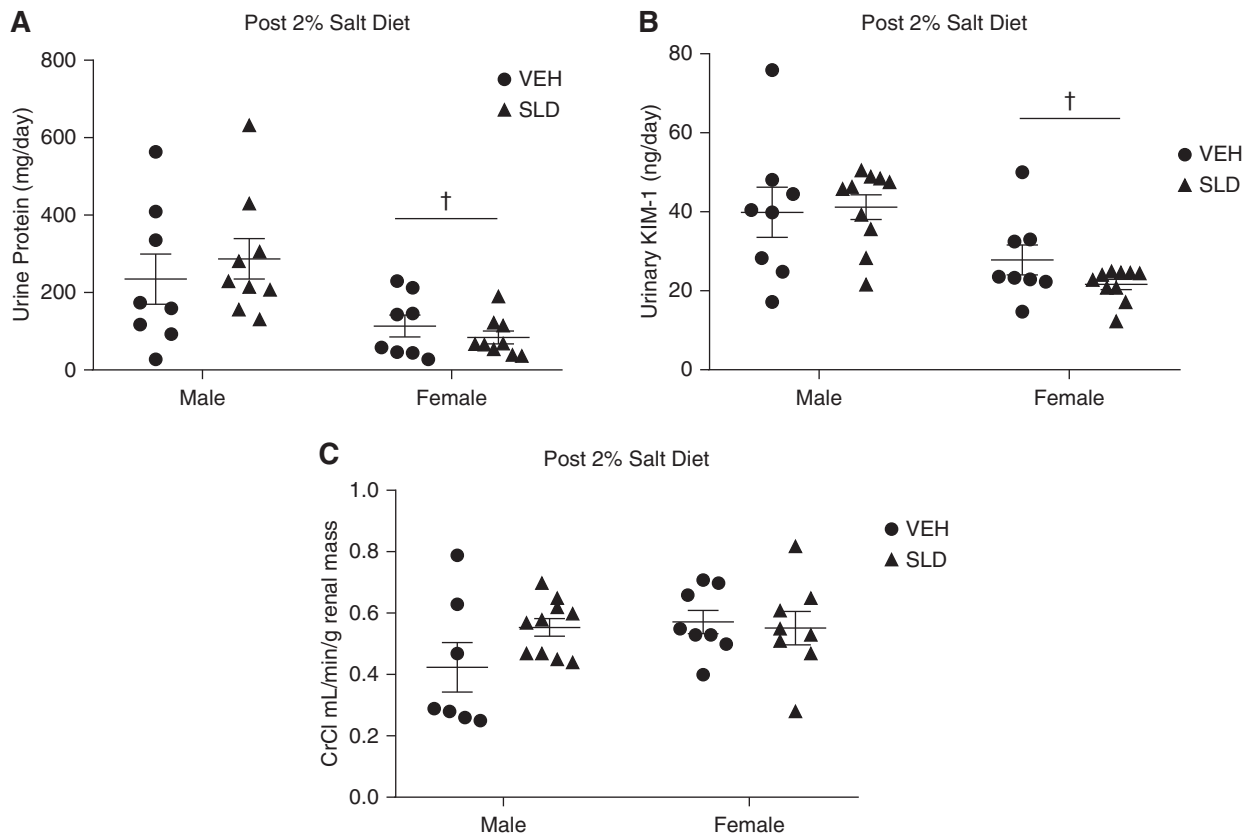 A
Post 2% Salt Diet
800
600
400
200
0
Urine Protein (mg/day)
VEH
SLD
†
Male
Female
B
Post 2% Salt Diet
80
60
40
20
0
Urinary KIM-1 (ng/day)
†
VEH
SLD
Male
Female
C
Post 2% Salt Diet
1.0
0.8
0.6
0.4
0.2
0.0
CrCl mL/min/g renal mass
VEH
SLD
Male
Female